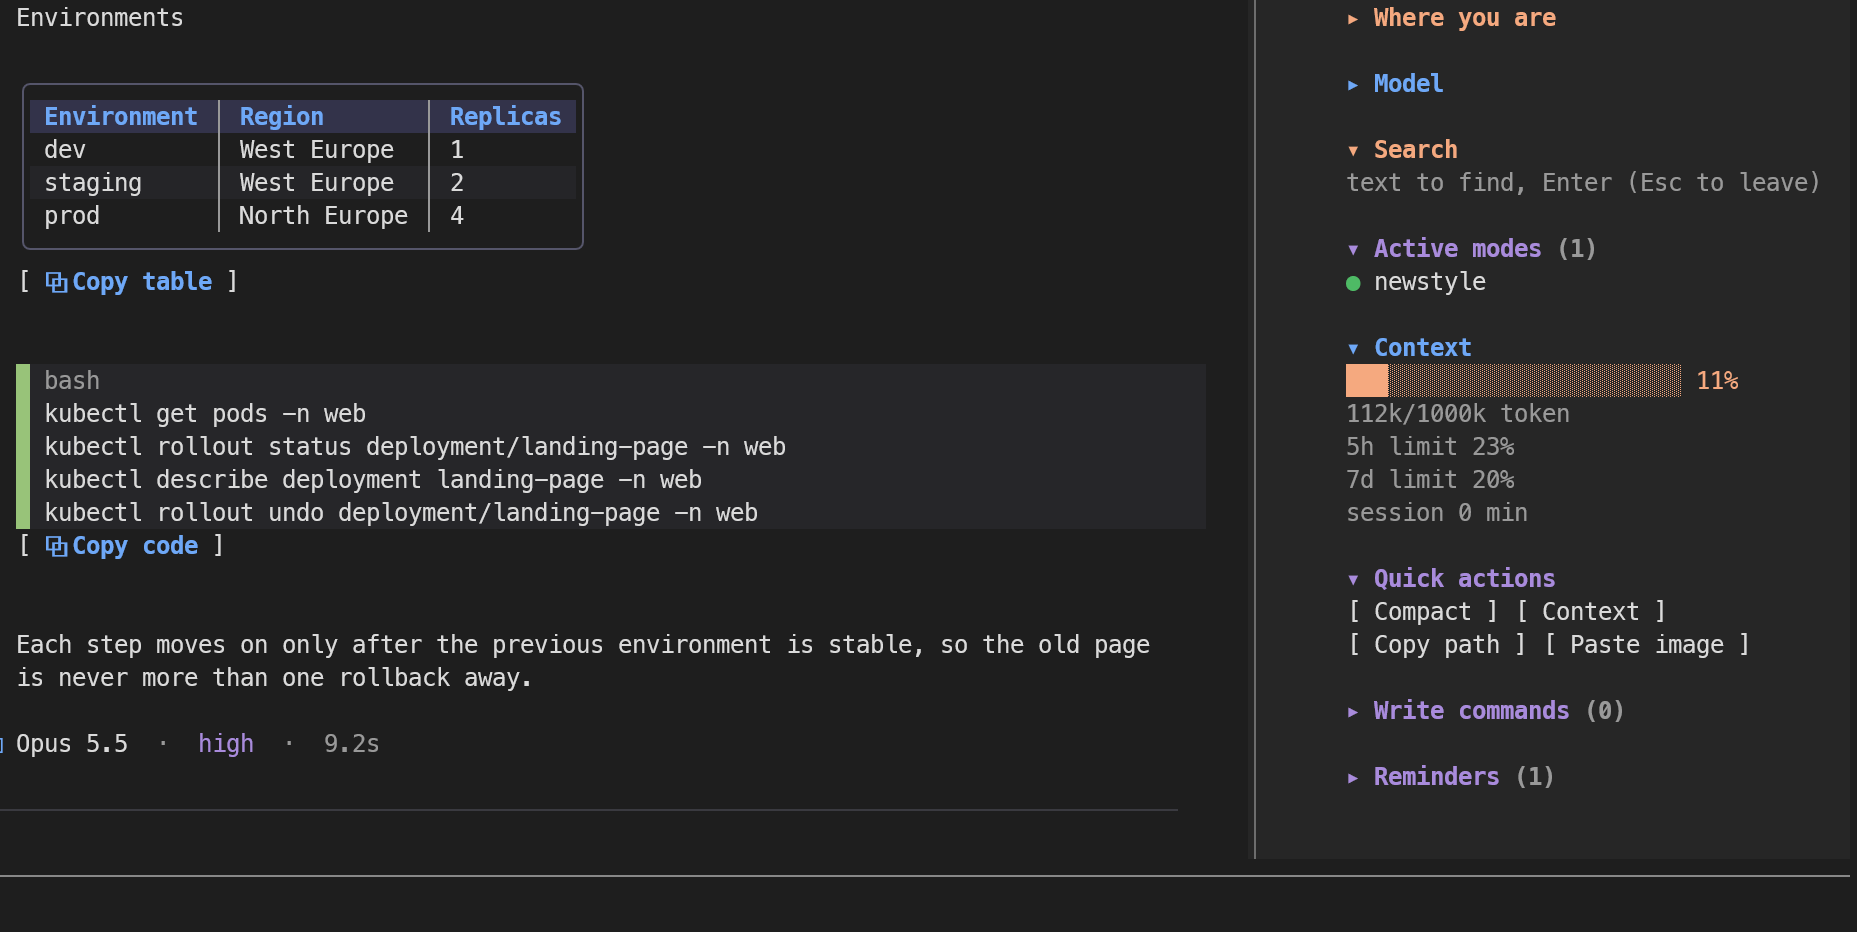 Environments
Environment Region Replicas
dev West Europe 1
staging West Europe 2
prod North Europe 4
[ Copy table ]
bash
kubectl get pods -n web
kubectl rollout status deployment/landing-page -n web
kubectl describe deployment landing-page -n web
kubectl rollout undo deployment/landing-page -n web
[ Copy code ]
Each step moves on only after the previous environment is stable, so the old page
is never more than one rollback away.
Opus 5.5 · high · 9.2s
▸ Where you are
▸ Model
▾ Search
text to find, Enter (Esc to leave)
▾ Active modes (1)
● newstyle
▾ Context
11%
112k/1000k token
5h limit 23%
7d limit 20%
session 0 min
▾ Quick actions
[ Compact ] [ Context ]
[ Copy path ] [ Paste image ]
▸ Write commands (0)
▸ Reminders (1)